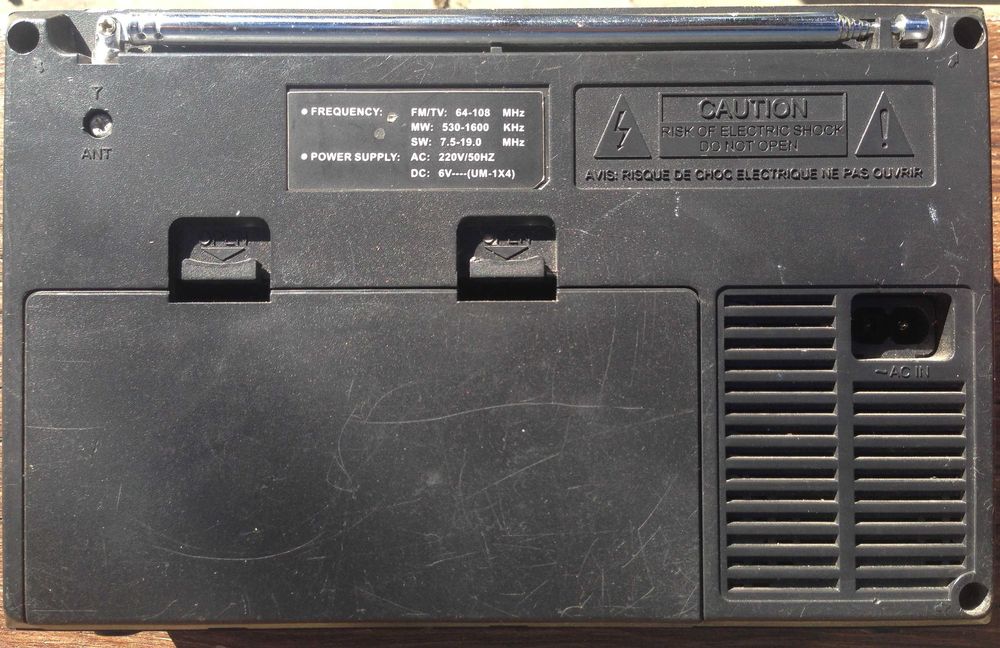 ● FREQUENCY: FM/TV: 64-108 MHz
MW: 530-1600 KHz
SW: 7.5-19.0 MHz
● POWER SUPPLY: AC: 220V/50HZ
DC: 6V----(UM-1X4)
CAUTION
RISK OF ELECTRIC SHOCK
DO NOT OPEN
AVIS: RISQUE DE CHOC ELECTRIQUE NE PAS OUVRIR
ANT
OPEN
OPEN
~AC IN